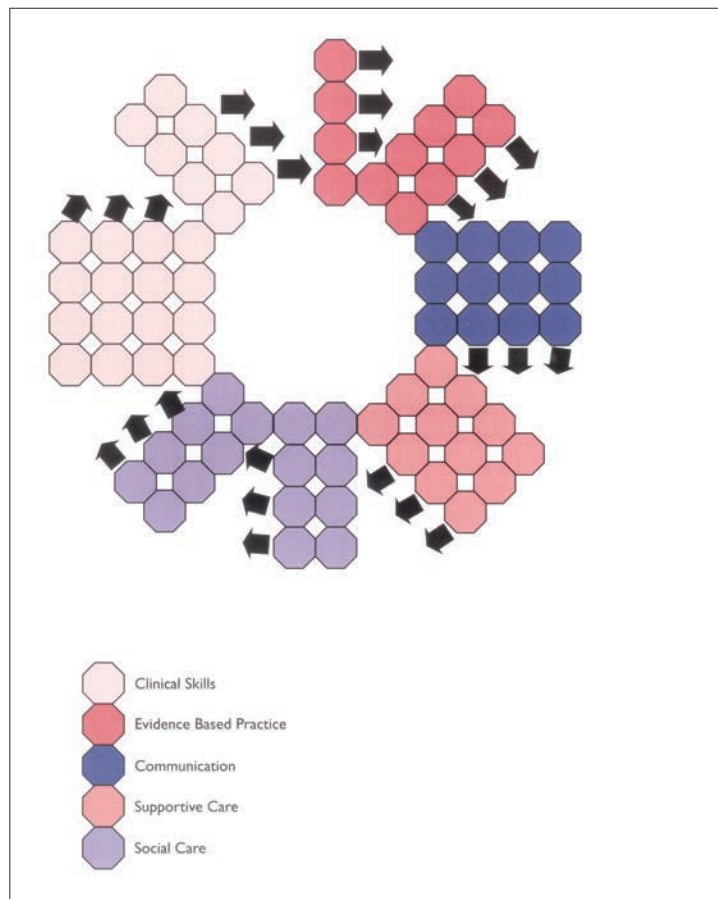 Clinical Skills
Evidence Based Practice
Communication
Supportive Care
Social Care